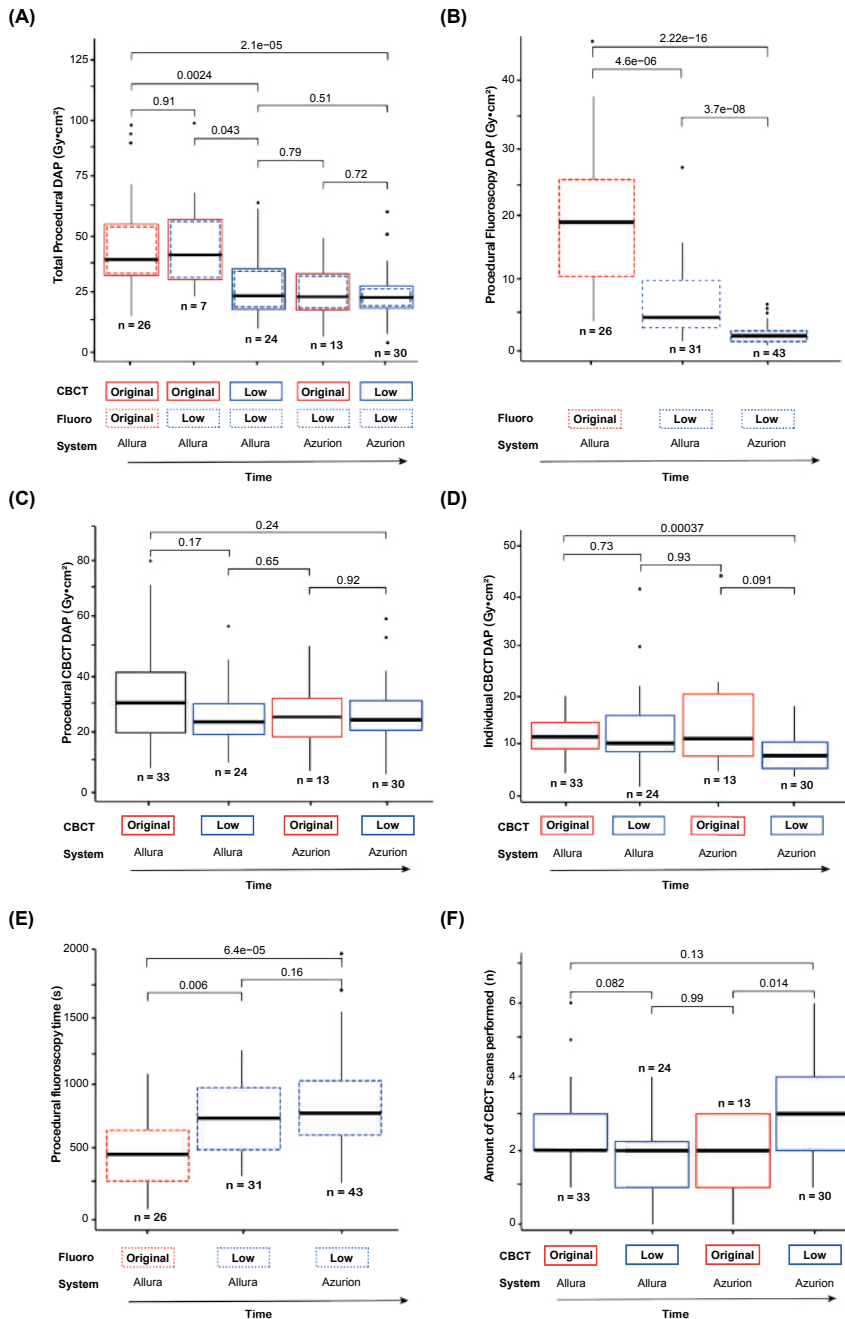 (A)
Total Procedural DAP (Gy•cm²)
125
100
75
50
25
0
2.1e−05
0.0024
0.51
0.91
0.043
0.79
0.72
n = 26
n = 7
n = 24
n = 13
n = 30
CBCT Original Original Low Original Low
Fluoro Original Low Low Low Low
System Allura Allura Allura Azurion Azurion
Time
(B)
Procedural Fluoroscopy DAP (Gy•cm²)
40
20
10
0
2.22e−16
4.6e−06
3.7e−08
n = 26
n = 31
n = 43
Fluoro Original Low Low
System Allura Allura Azurion
Time
(C)
Procedural CBCT DAP (Gy•cm²)
80
60
40
20
0
0.24
0.17
0.65
0.92
n = 33
n = 24
n = 13
n = 30
CBCT Original Low Original Low
System Allura Allura Azurion Azurion
Time
(D)
Individual CBCT DAP (Gy•cm²)
50
40
30
20
10
0
0.00037
0.73
0.93
0.091
n = 33
n = 24
n = 13
n = 30
CBCT Original Low Original Low
System Allura Allura Azurion Azurion
Time
(E)
Procedural fluoroscopy time (s)
2000
1500
1000
500
0
6.4e−05
0.006
0.16
n = 26
n = 31
n = 43
Fluoro Original Low Low
System Allura Allura Azurion
Time
(F)
Amount of CBCT scans performed (n)
6
4
2
0
0.13
0.082
0.014
0.99
n = 24
n = 13
n = 33
n = 30
CBCT Original Low Original Low
System Allura Allura Azurion Azurion
Time